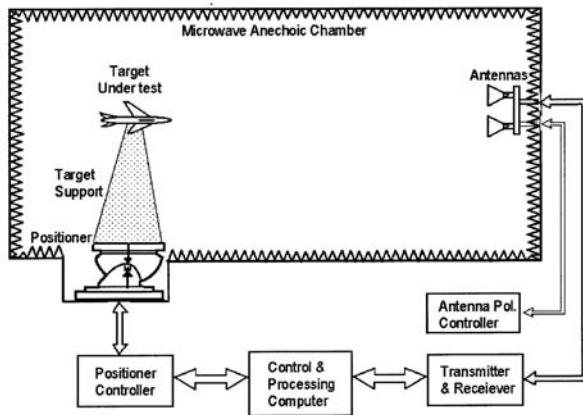 Microwave Anechoic Chamber
Target
Under test
Antennas
Target
Support
Positioner
Antenna Pol.
Controller
Positioner
Controller
Control &
Processing
Computer
Transmitter
& Receiever